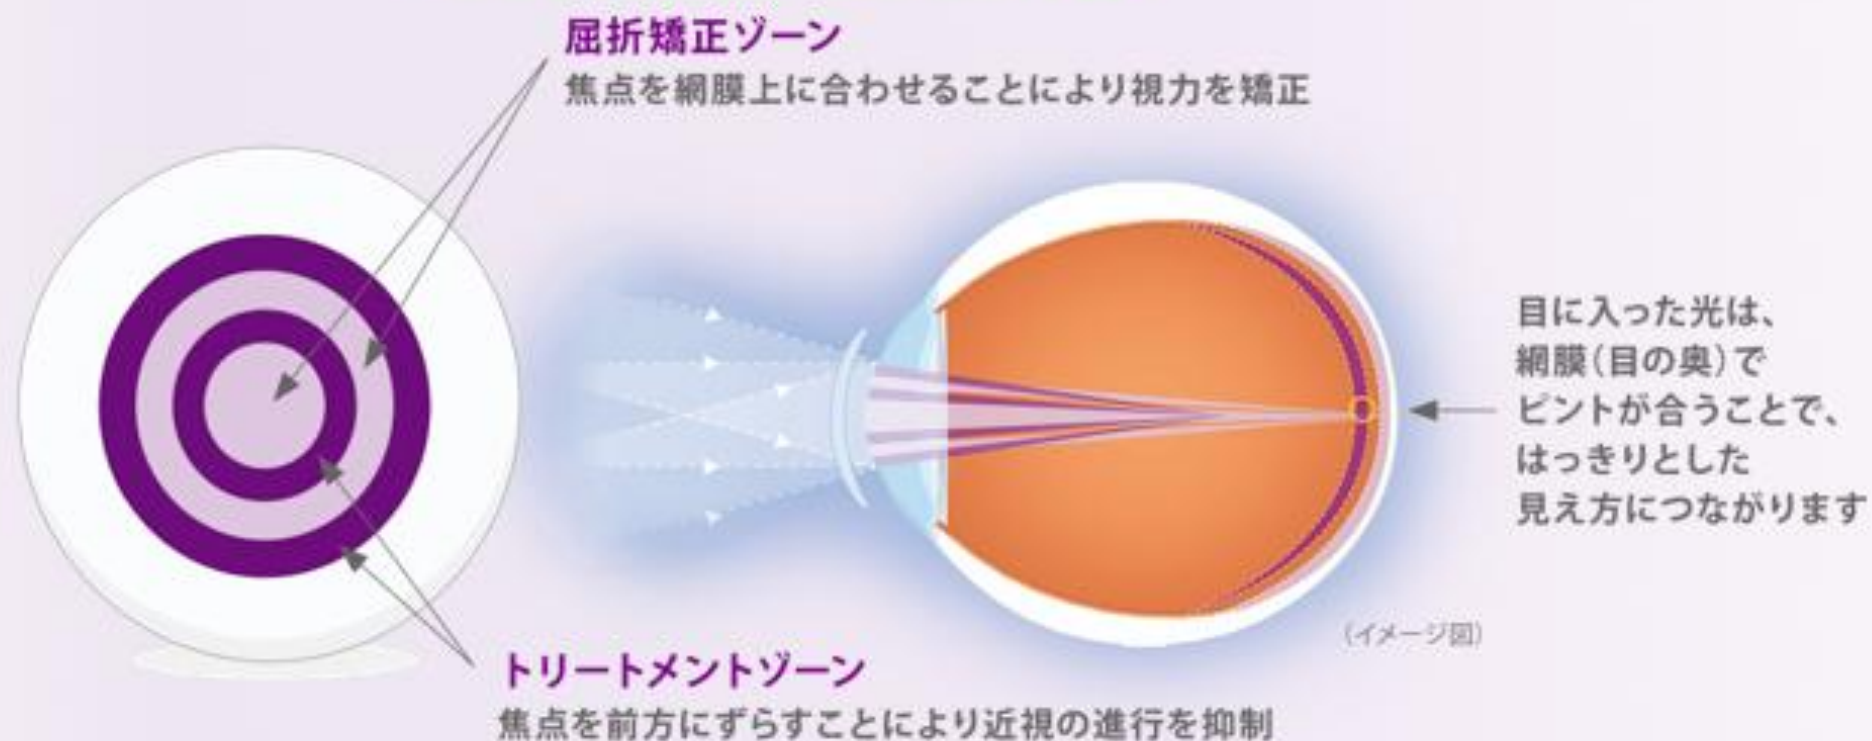 屈折矯正ゾーン
焦点を網膜上に合わせることにより視力を矯正
目に入った光は、
網膜(目の奥)で
ピントが合うことで、
はっきりとした
見え方につながります
(イメージ図)
トリートメントゾーン
焦点を前方にずらすことにより近視の進行を抑制